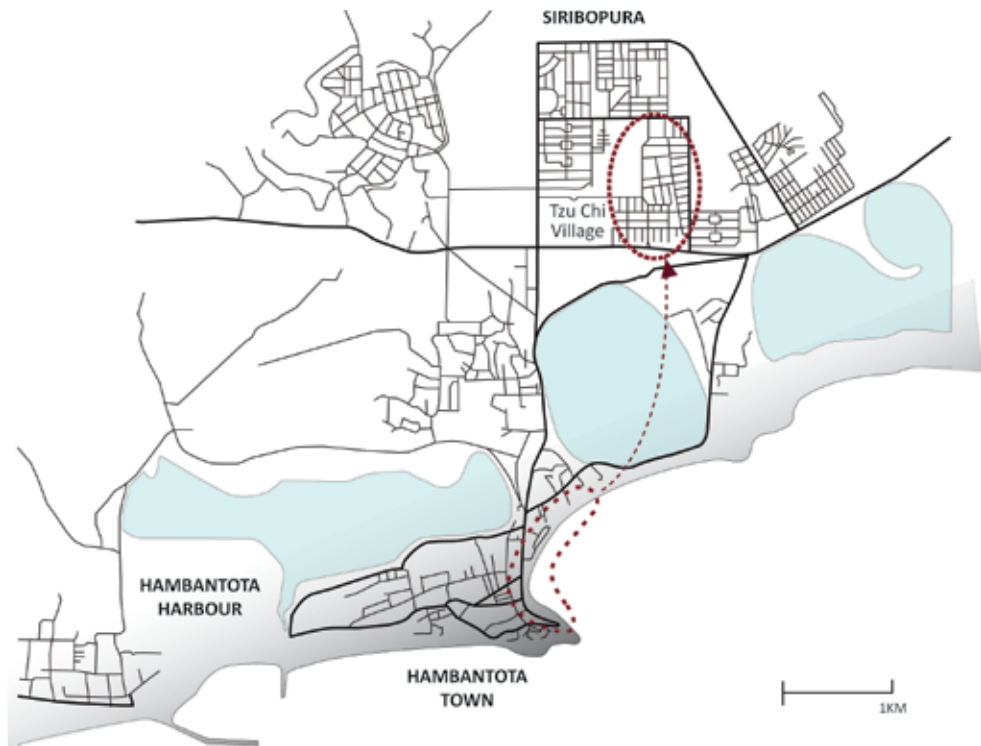 SIRIBOPURA
Tzu Chi
Village
HAMBANTOTA
HARBOUR
HAMBANTOTA
TOWN
1KM